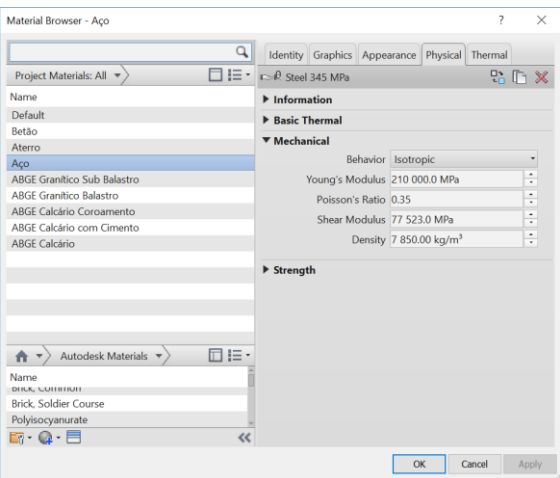 Material Browser - Aço
?
Project Materials: All
Name
Default
Betão
Aterro
Aço
ABGE Granítico Sub Balastro
ABGE Granítico Balastro
ABGE Calcário Coroamento
ABGE Calcário com Cimento
ABGE Calcário
Autodesk Materials
Name
Brick, Common
Brick, Soldier Course
Polyisocyanurate
Identity Graphics Appearance Physical Thermal
Steel 345 MPa
Information
Basic Thermal
Mechanical
Behavior Isotropic
Young's Modulus 210 000.0 MPa
Poisson's Ratio 0.35
Shear Modulus 77 523.0 MPa
Density 7 850.00 kg/m³
Strength
OK Cancel Apply